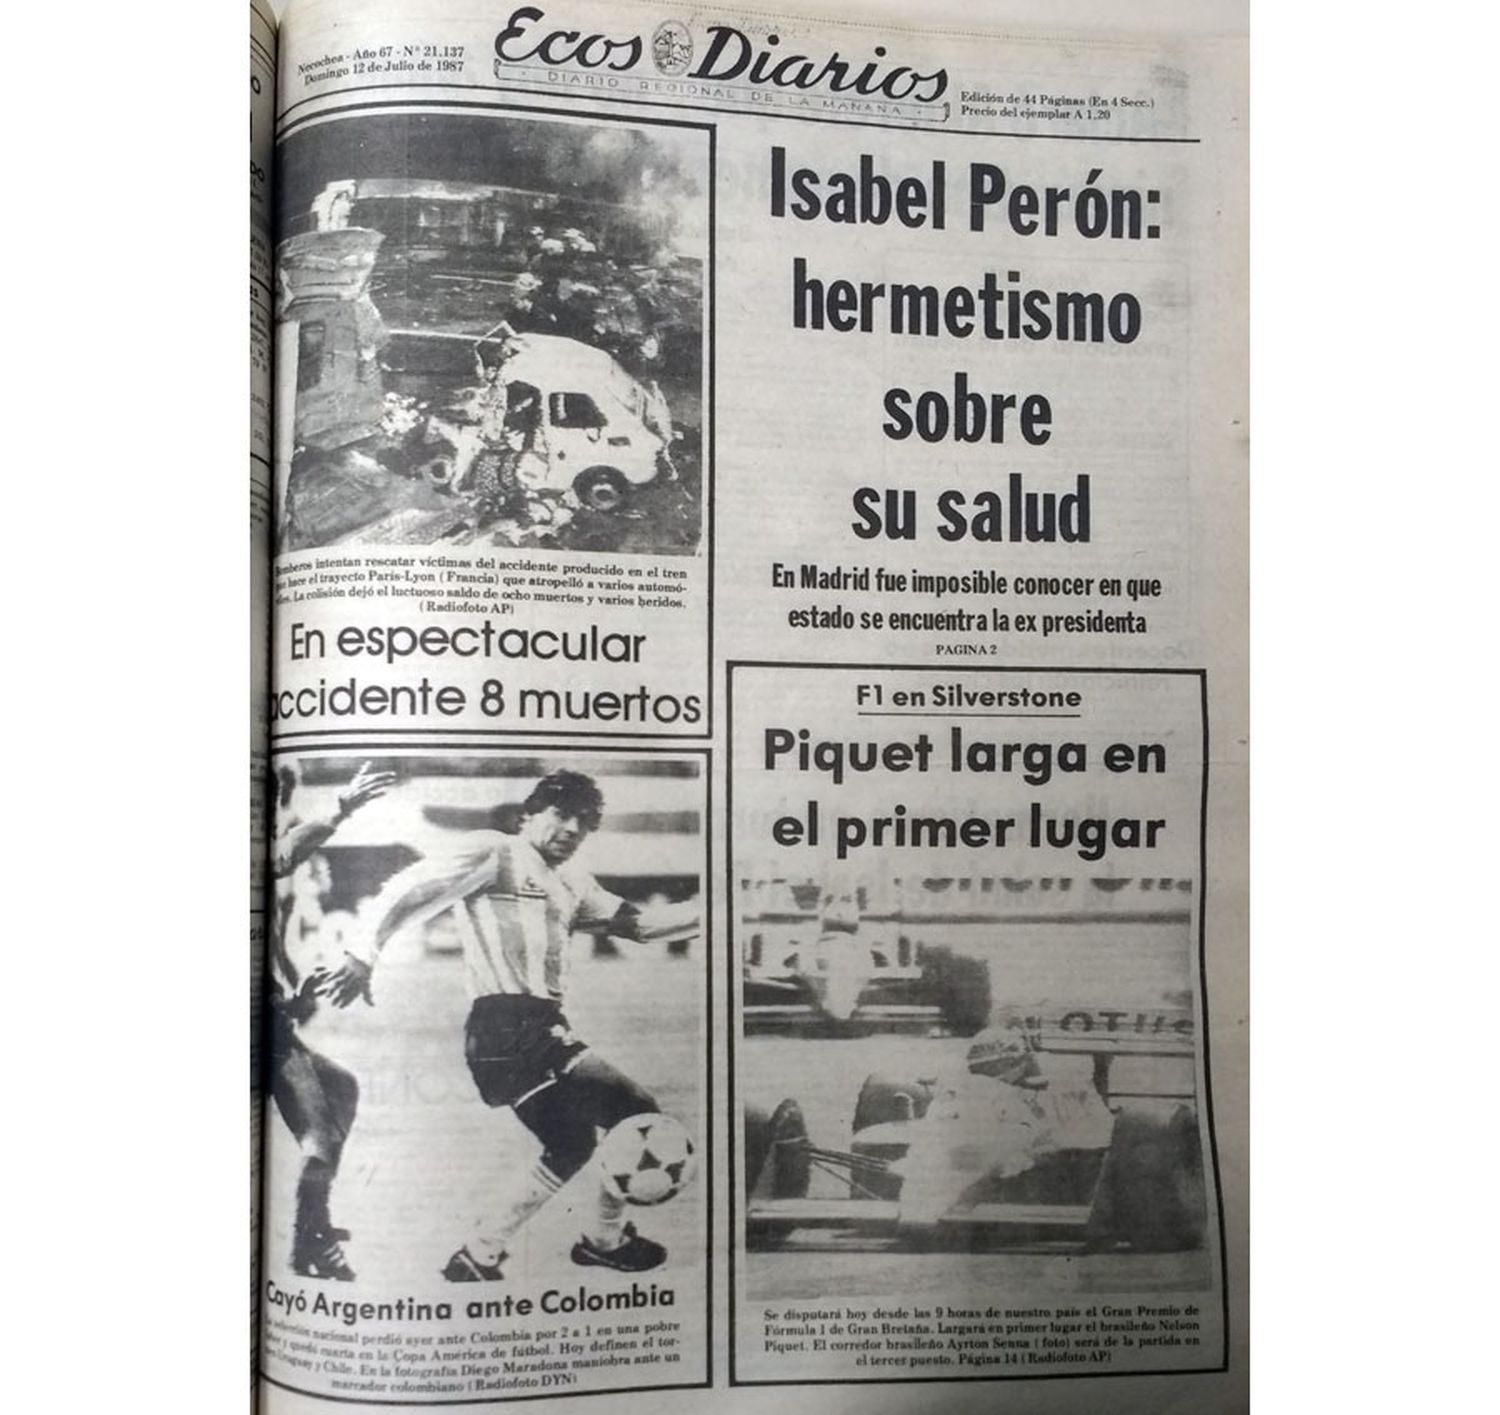 Necochea - Año 67 - N° 21.137
Domingo 12 de Julio de 1987
Ecos Diarios
DIARIO REGIONAL DE LA MAÑANA
Edición de 44 Páginas (En 4 Secc.)
Precio del ejemplar A 1,20
intentan rescatar víctimas del accidente producido en el tren
hace el trayecto París-Lyon (Francia) que atropelló a varios automó-
La colisión dejó el luctuoso saldo de ocho muertos y varios heridos.
(Radiofoto AP)
En espectacular
accidente 8 muertos
Isabel Perón:
hermetismo
sobre
su salud
En Madrid fue imposible conocer en que
estado se encuentra la ex presidenta
PAGINA 2
F1 en Silverstone
Piquet larga en
el primer lugar
Se disputará hoy desde las 9 horas de nuestro país el Gran Premio de
Fórmula 1 de Gran Bretaña. Largará en primer lugar el brasileño Nelson
Piquet. El corredor brasileño Ayrton Senna (foto) será de la partida en
el tercer puesto. Página 14 (Radiofoto AP)
Cayó Argentina ante Colombia
selección nacional perdió ayer ante Colombia por 2 a 1 en una pobre
y quedó cuarta en la Copa América de fútbol. Hoy definen el tor-
Uruguay y Chile. En la fotografía Diego Maradona maniobra ante un
marcador colombiano (Radiofoto DYN)